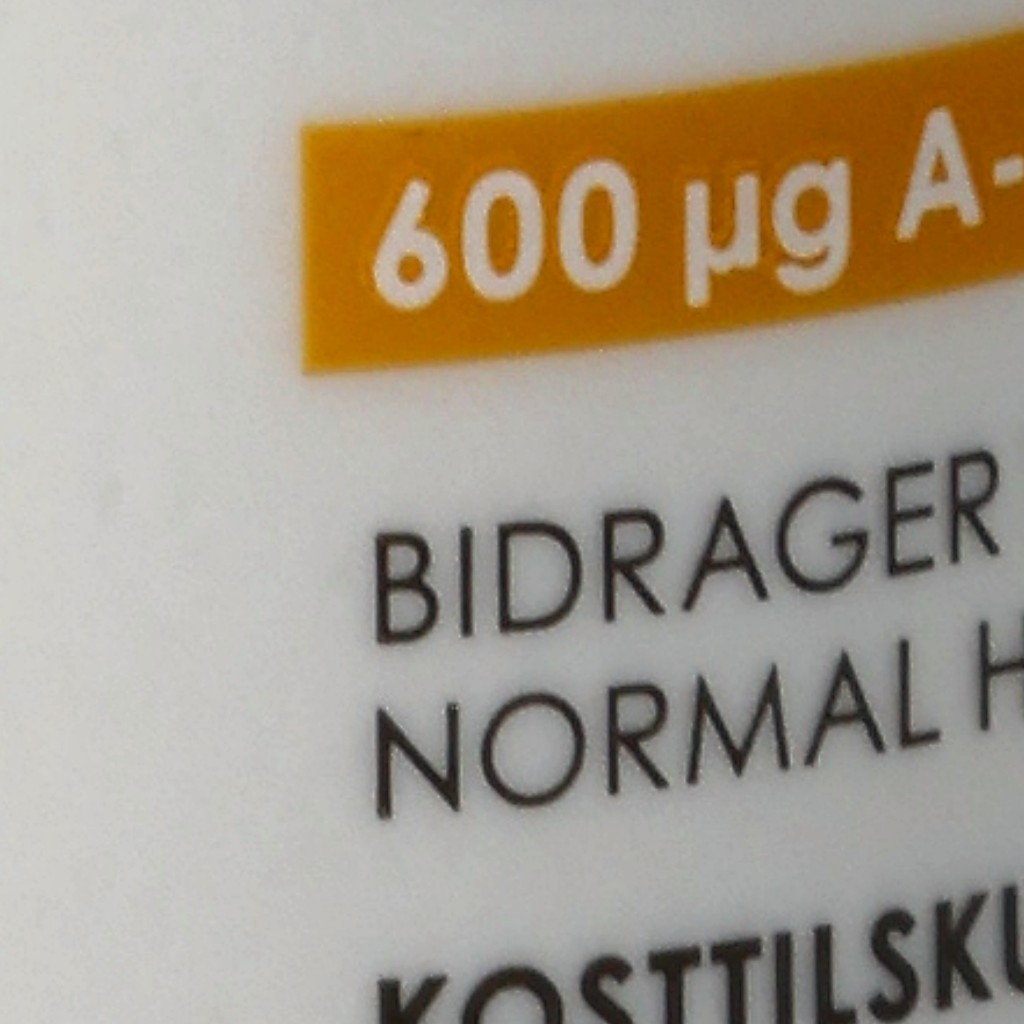 600 µg A-
BIDRAGER
NORMAL H
KOSTTILSKU